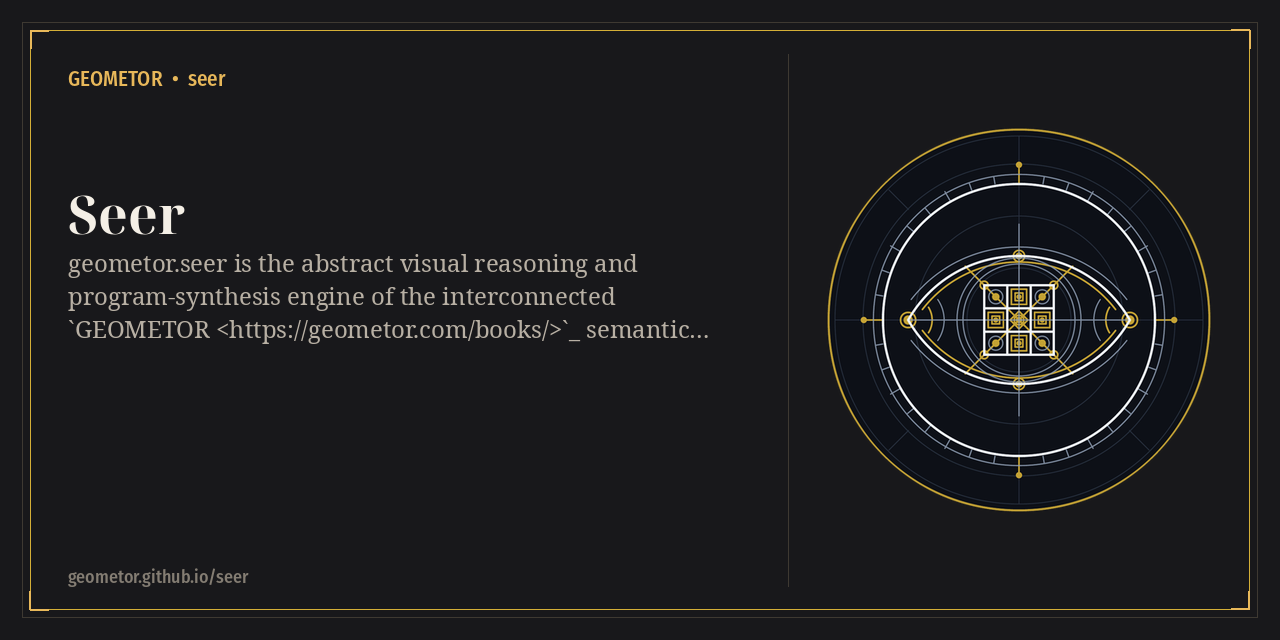 GEOMETOR • seer
Seer
geometor.seer is the abstract visual reasoning and
program-synthesis engine of the interconnected
`GEOMETOR <https://geometor.com/books/>`_ semantic...
geometor.github.io/seer